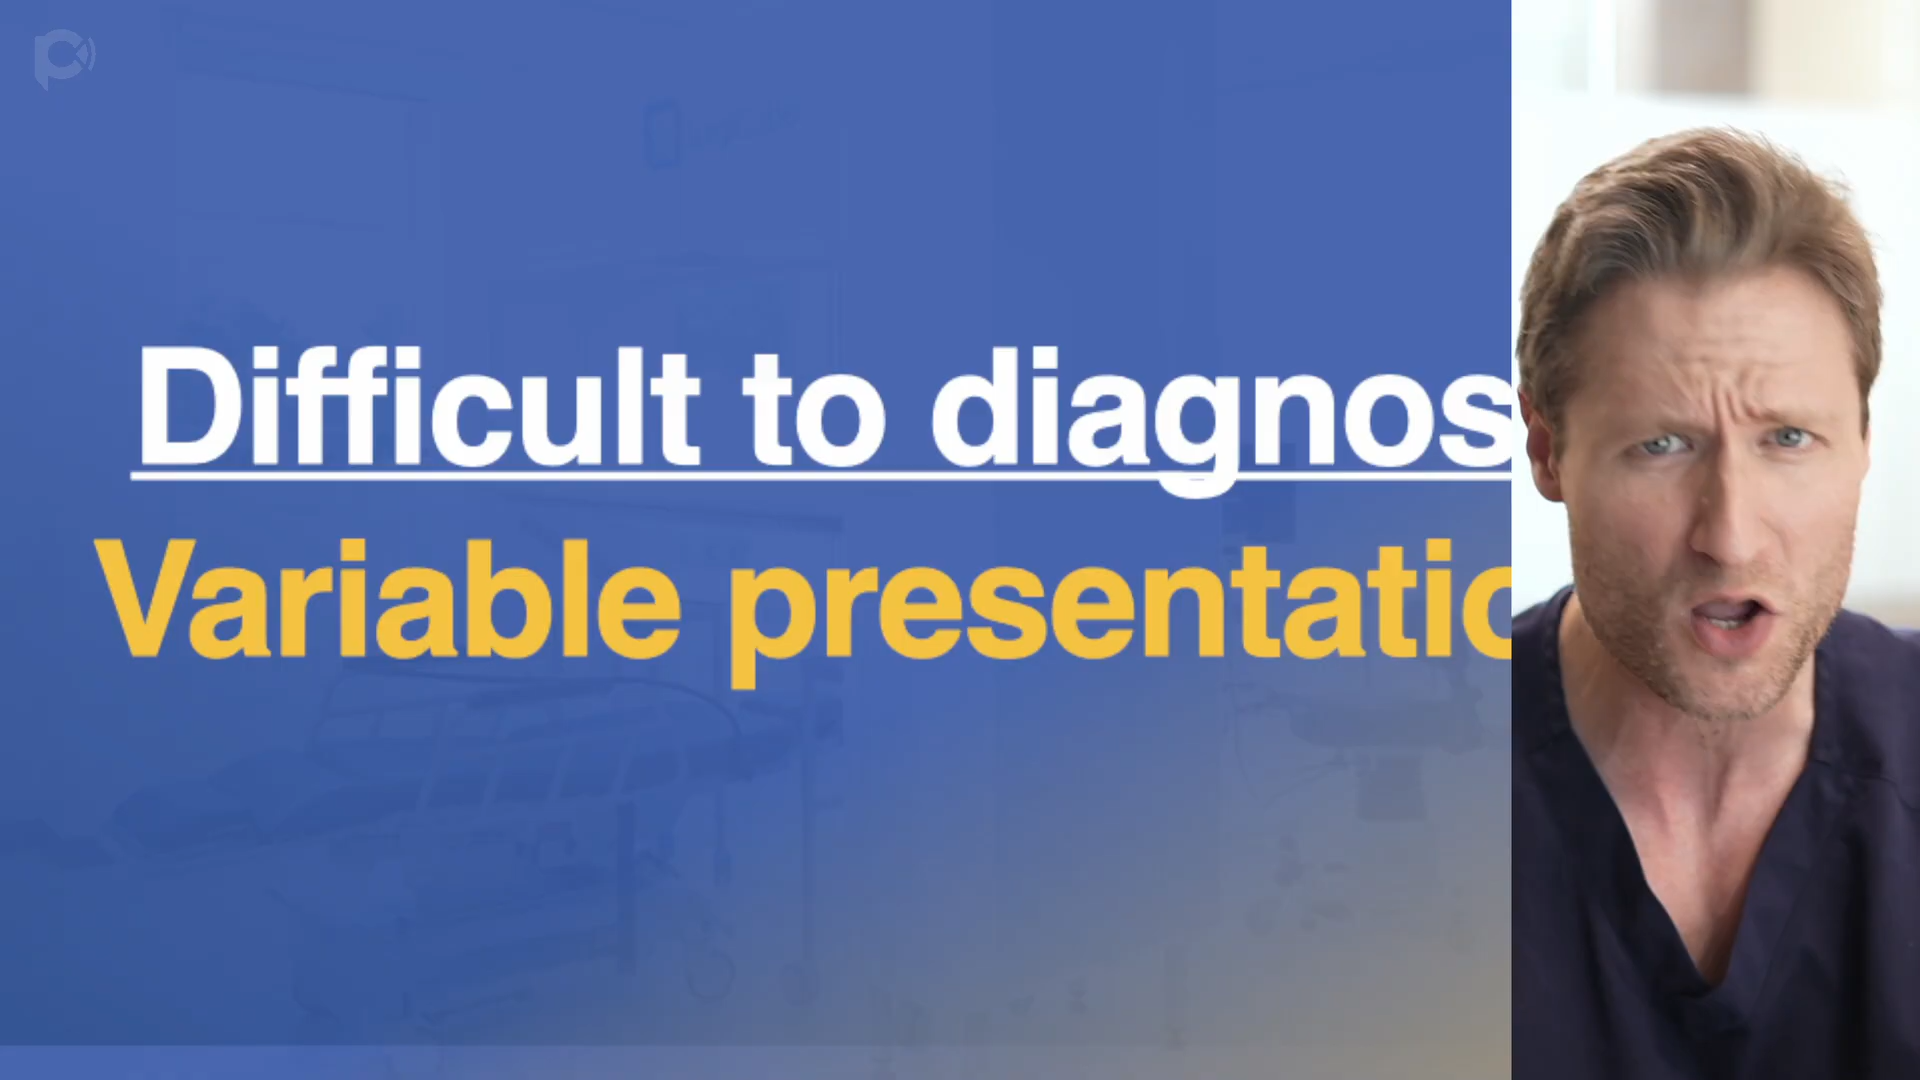 Difficult to diagnos
Variable presentatio